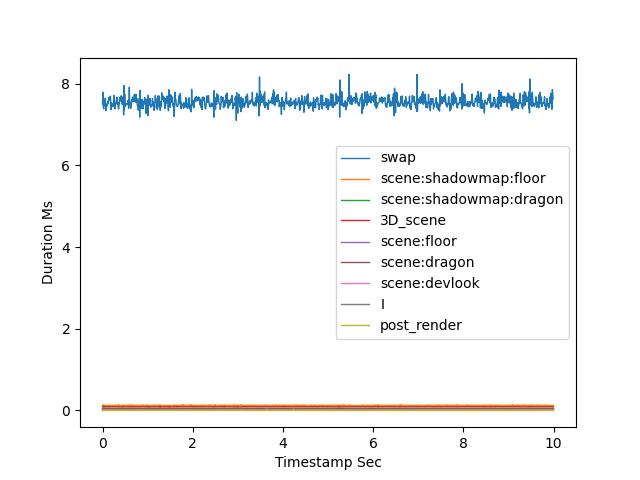 8
6
4
2
0
Duration Ms
swap
scene:shadowmap:floor
scene:shadowmap:dragon
3D_scene
scene:floor
scene:dragon
scene:devlook
I
post_render
0 2 4 6 8 10
Timestamp Sec